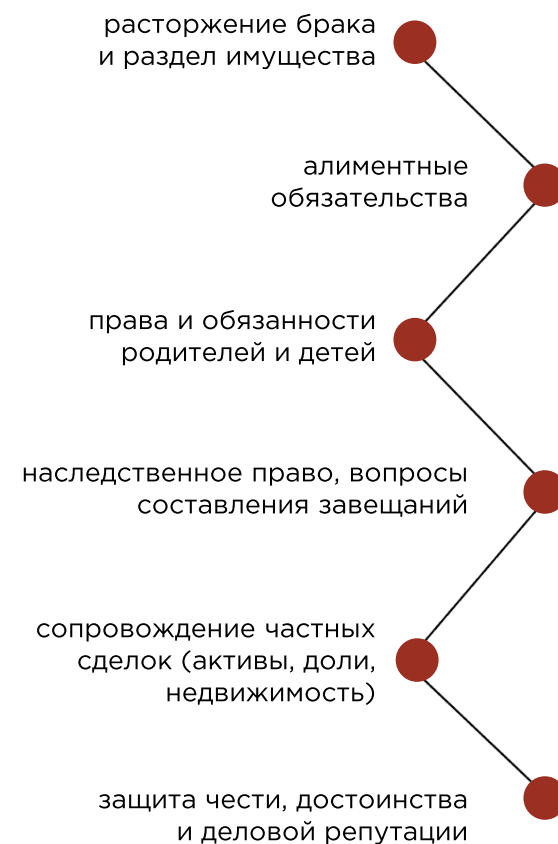 расторжение брака
и раздел имущества
алиментные
обязательства
права и обязанности
родителей и детей
наследственное право, вопросы
составления завещаний
сопровождение частных
сделок (активы, доли,
недвижимость)
защита чести, достоинства
и деловой репутации